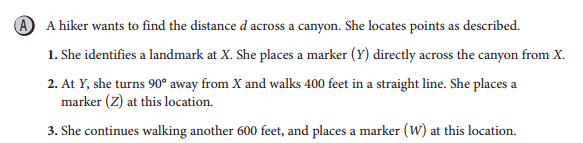 A A hiker wants to find the distance d across a canyon. She locates points as described.
1. She identifies a landmark at X. She places a marker (Y) directly across the canyon from X.
2. At Y, she turns 90° away from X and walks 400 feet in a straight line. She places a
marker (Z) at this location.
3. She continues walking another 600 feet, and places a marker (W) at this location.